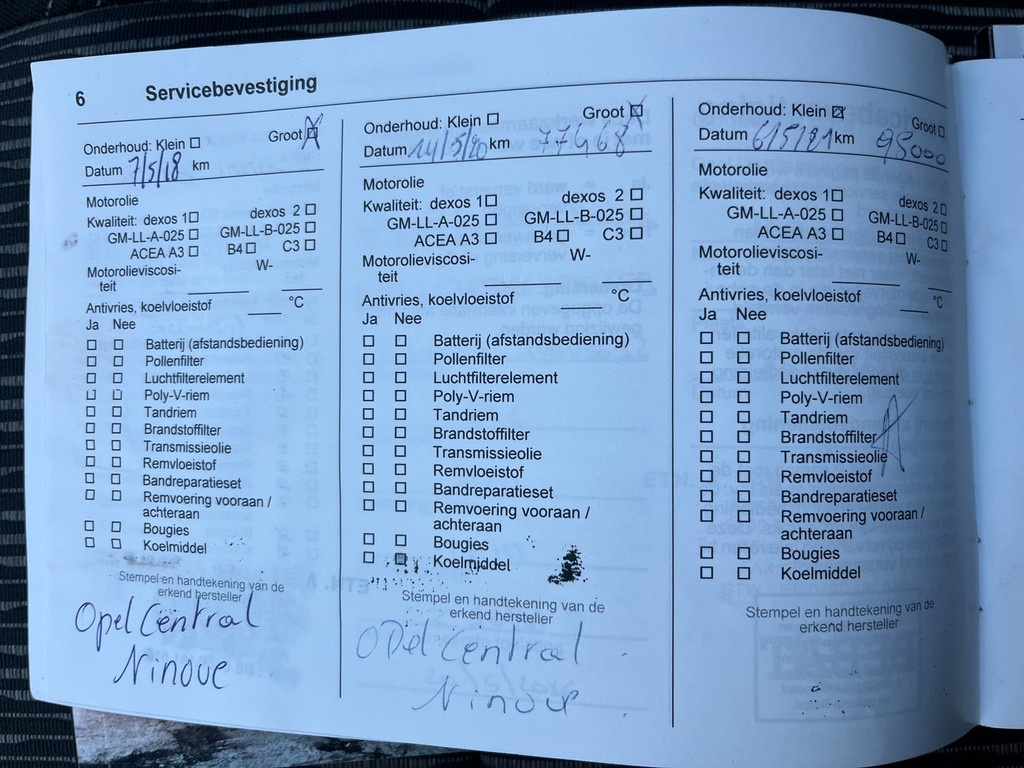 6 Servicebevestiging
Onderhoud: Klein ☐ Groot ☒
Datum 7/5/18 km
Motorolie
Kwaliteit: dexos 1 ☐ dexos 2 ☐
GM-LL-A-025 ☐ GM-LL-B-025 ☐
ACEA A3 ☐ B4 ☐ C3 ☐
Motorolieviscosi-
teit W-
Antivries, koelvloeistof °C
Ja Nee
☐ ☐ Batterij (afstandsbediening)
☐ ☐ Pollenfilter
☐ ☐ Luchtfilterelement
☐ ☐ Poly-V-riem
☐ ☐ Tandriem
☐ ☐ Brandstoffilter
☐ ☐ Transmissieolie
☐ ☐ Remvloeistof
☐ ☐ Bandreparatieset
☐ ☐ Remvoering vooraan /
achteraan
☐ ☐ Bougies
☐ ☐ Koelmiddel
Stempel en handtekening van de
erkend hersteller
Opel Central
Ninove
Onderhoud: Klein ☐ Groot ☒
Datum 14/5/20 km 77468
Motorolie
Kwaliteit: dexos 1 ☐ dexos 2 ☐
GM-LL-A-025 ☐ GM-LL-B-025 ☐
ACEA A3 ☐ B4 ☐ C3 ☐
Motorolieviscosi-
teit W-
Antivries, koelvloeistof °C
Ja Nee
☐ ☐ Batterij (afstandsbediening)
☐ ☐ Pollenfilter
☐ ☐ Luchtfilterelement
☐ ☐ Poly-V-riem
☐ ☐ Tandriem
☐ ☐ Brandstoffilter
☐ ☐ Transmissieolie
☐ ☐ Remvloeistof
☐ ☐ Bandreparatieset
☐ ☐ Remvoering vooraan /
achteraan
☐ ☐ Bougies
☐ ☐ Koelmiddel
Stempel en handtekening van de
erkend hersteller
Opel Central
Ninove
Onderhoud: Klein ☒ Groot ☐
Datum 6/5/21 km 95000
Motorolie
Kwaliteit: dexos 1 ☐ dexos 2 ☐
GM-LL-A-025 ☐ GM-LL-B-025 ☐
ACEA A3 ☐ B4 ☐ C3 ☐
Motorolieviscosi-
teit W-
Antivries, koelvloeistof °C
Ja Nee
☐ ☐ Batterij (afstandsbediening)
☐ ☐ Pollenfilter
☐ ☐ Luchtfilterelement
☐ ☐ Poly-V-riem
☐ ☐ Tandriem
☐ ☐ Brandstoffilter
☐ ☐ Transmissieolie
☐ ☐ Remvloeistof
☐ ☐ Bandreparatieset
☐ ☐ Remvoering vooraan /
achteraan
☐ ☐ Bougies
☐ ☐ Koelmiddel
Stempel en handtekening van de
erkend hersteller